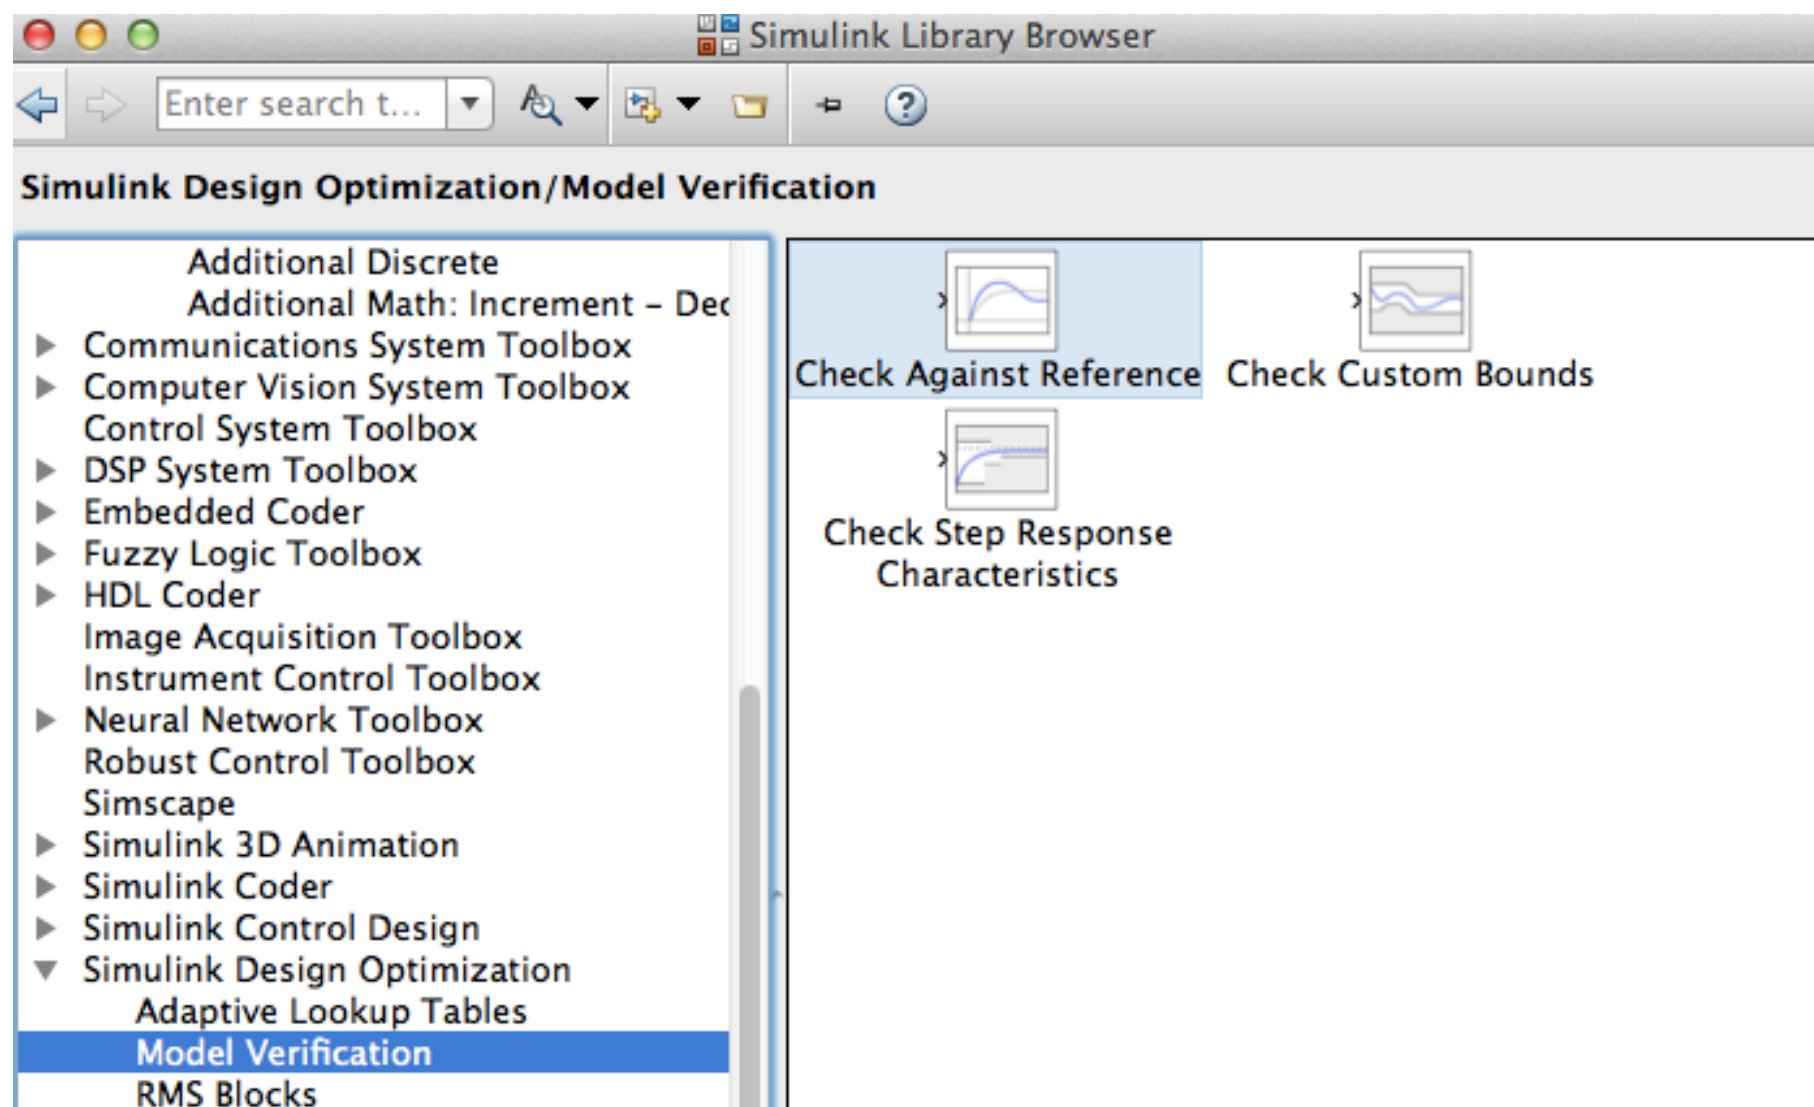 Simulink Library Browser
Enter search t...
Simulink Design Optimization/Model Verification
Additional Discrete
Additional Math: Increment – Dec
Communications System Toolbox
Computer Vision System Toolbox
Control System Toolbox
DSP System Toolbox
Embedded Coder
Fuzzy Logic Toolbox
HDL Coder
Image Acquisition Toolbox
Instrument Control Toolbox
Neural Network Toolbox
Robust Control Toolbox
Simscape
Simulink 3D Animation
Simulink Coder
Simulink Control Design
Simulink Design Optimization
Adaptive Lookup Tables
Model Verification
RMS Blocks
Check Against Reference
Check Custom Bounds
Check Step Response
Characteristics